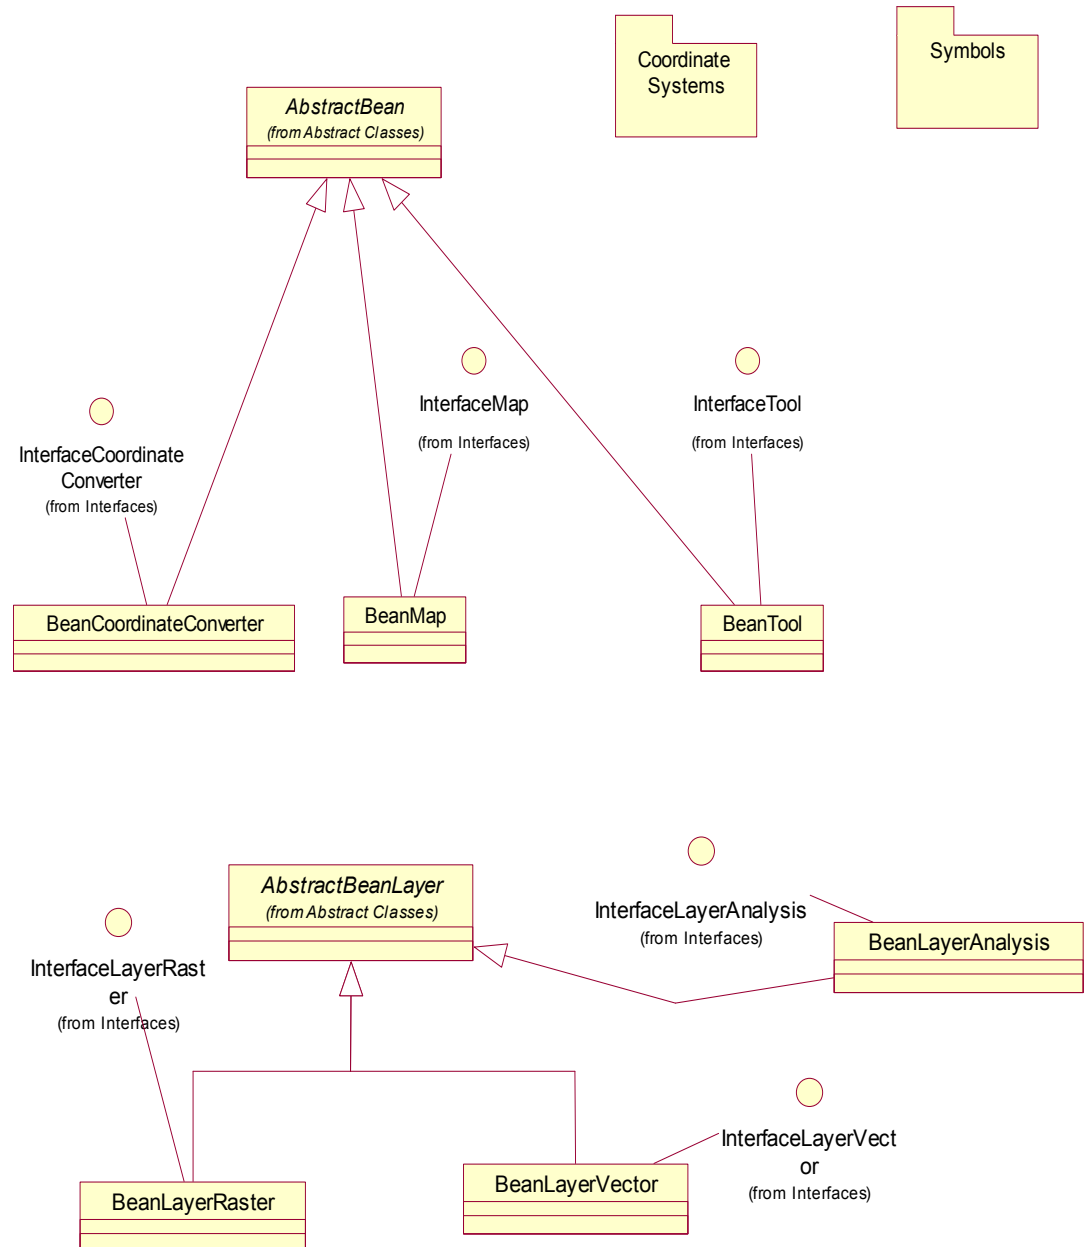 Coordinate
Systems
Symbols
AbstractBean
(from Abstract Classes)
InterfaceMap
(from Interfaces)
InterfaceTool
(from Interfaces)
InterfaceCoordinate
Converter
(from Interfaces)
BeanCoordinateConverter
BeanMap
BeanTool
AbstractBeanLayer
(from Abstract Classes)
InterfaceLayerAnalysis
(from Interfaces)
BeanLayerAnalysis
InterfaceLayerRast
er
(from Interfaces)
InterfaceLayerVect
or
(from Interfaces)
BeanLayerRaster
BeanLayerVector